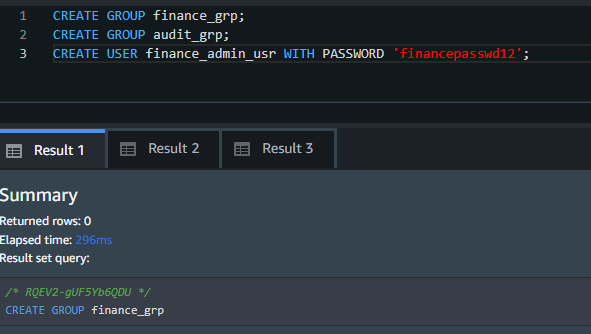 1 CREATE GROUP finance_grp;
2 CREATE GROUP audit_grp;
3 CREATE USER finance_admin_usr WITH PASSWORD 'financepasswd12';
Result 1 Result 2 Result 3
Summary
Returned rows: 0
Elapsed time: 296ms
Result set query:
/* RQEV2-gUF5Yb6QDU */
CREATE GROUP finance_grp